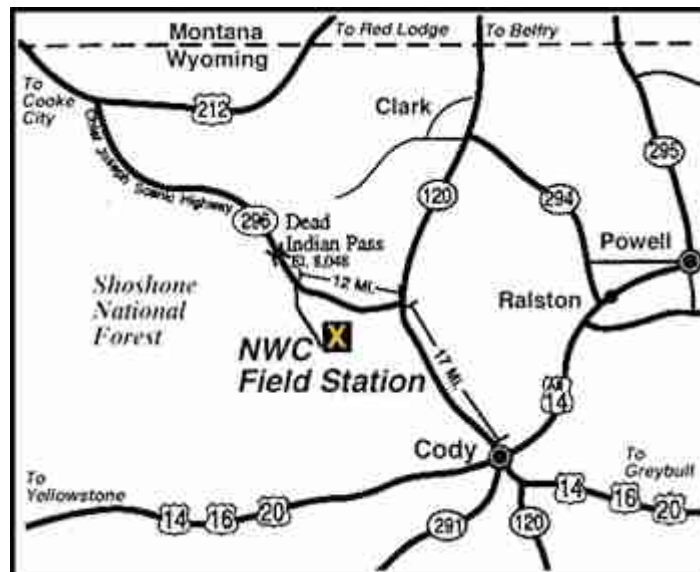 Montana
Wyoming
To Red Lodge
To Belfry
To
Cooke
City
212
Clark
Chief Joseph Scenic Highway
295
120
294
296
Dead
Indian Pass
El. 8,048
12 MI.
Powell
Shoshone
National
Forest
Ralston
X
NWC
Field Station
17 MI.
14
Cody
To
Yellowstone
14
16
20
291
120
14
16
20
To
Greybull